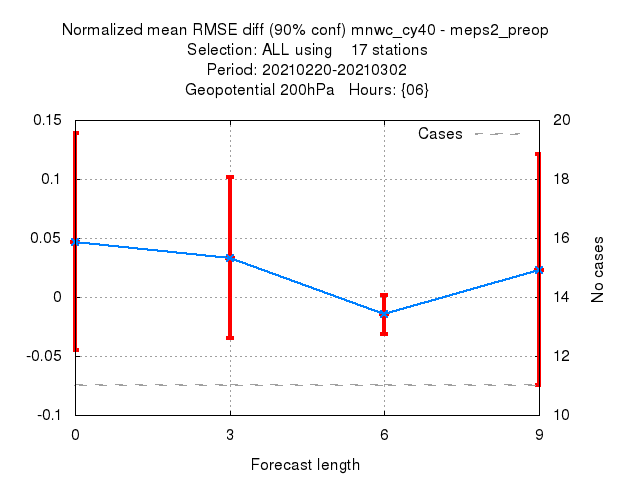 Normalized mean RMSE diff (90% conf) mnwc_cy40 - meps2_preop
Selection: ALL using    17 stations
Period: 20210220-20210302
Geopotential 200hPa   Hours: {06}
0.15
0.1
0.05
0
-0.05
-0.1
20
18
16
14
12
10
Cases
No cases
0 3 6 9
Forecast length